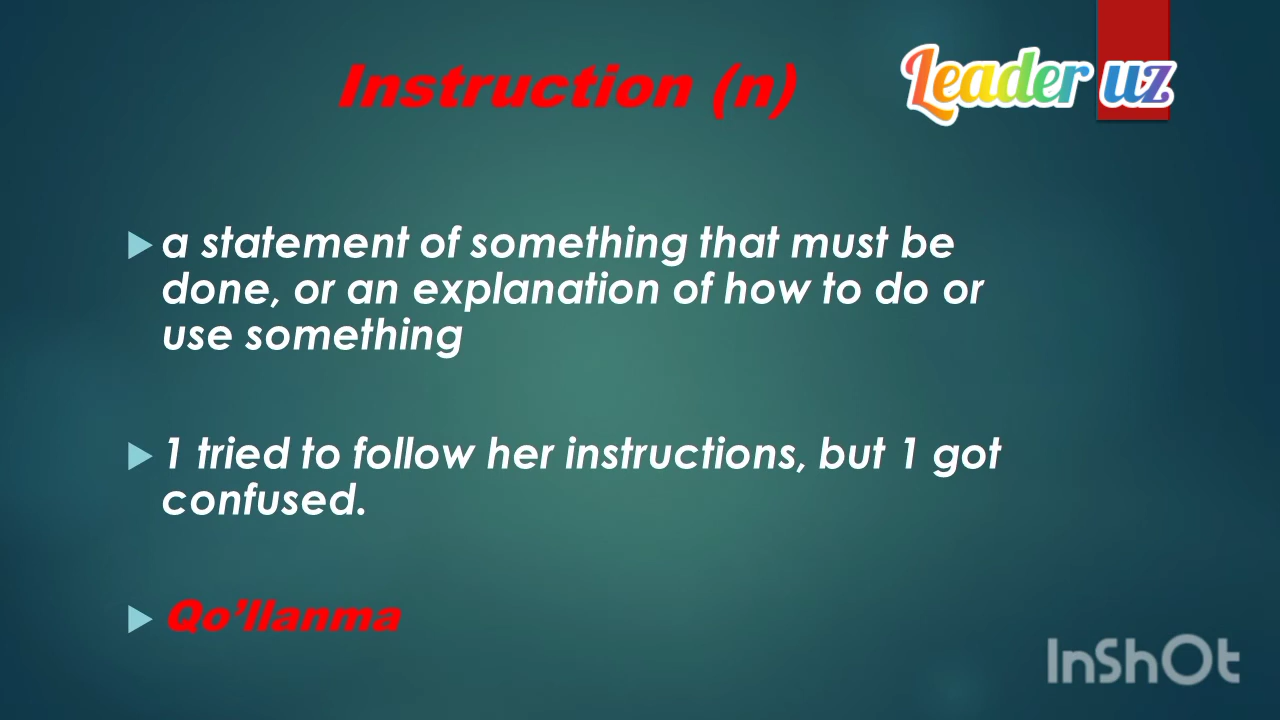 Instruction (n)
Leader uz
a statement of something that must be
done, or an explanation of how to do or
use something
1 tried to follow her instructions, but 1 got
confused.
Qo'llanma
InShOt